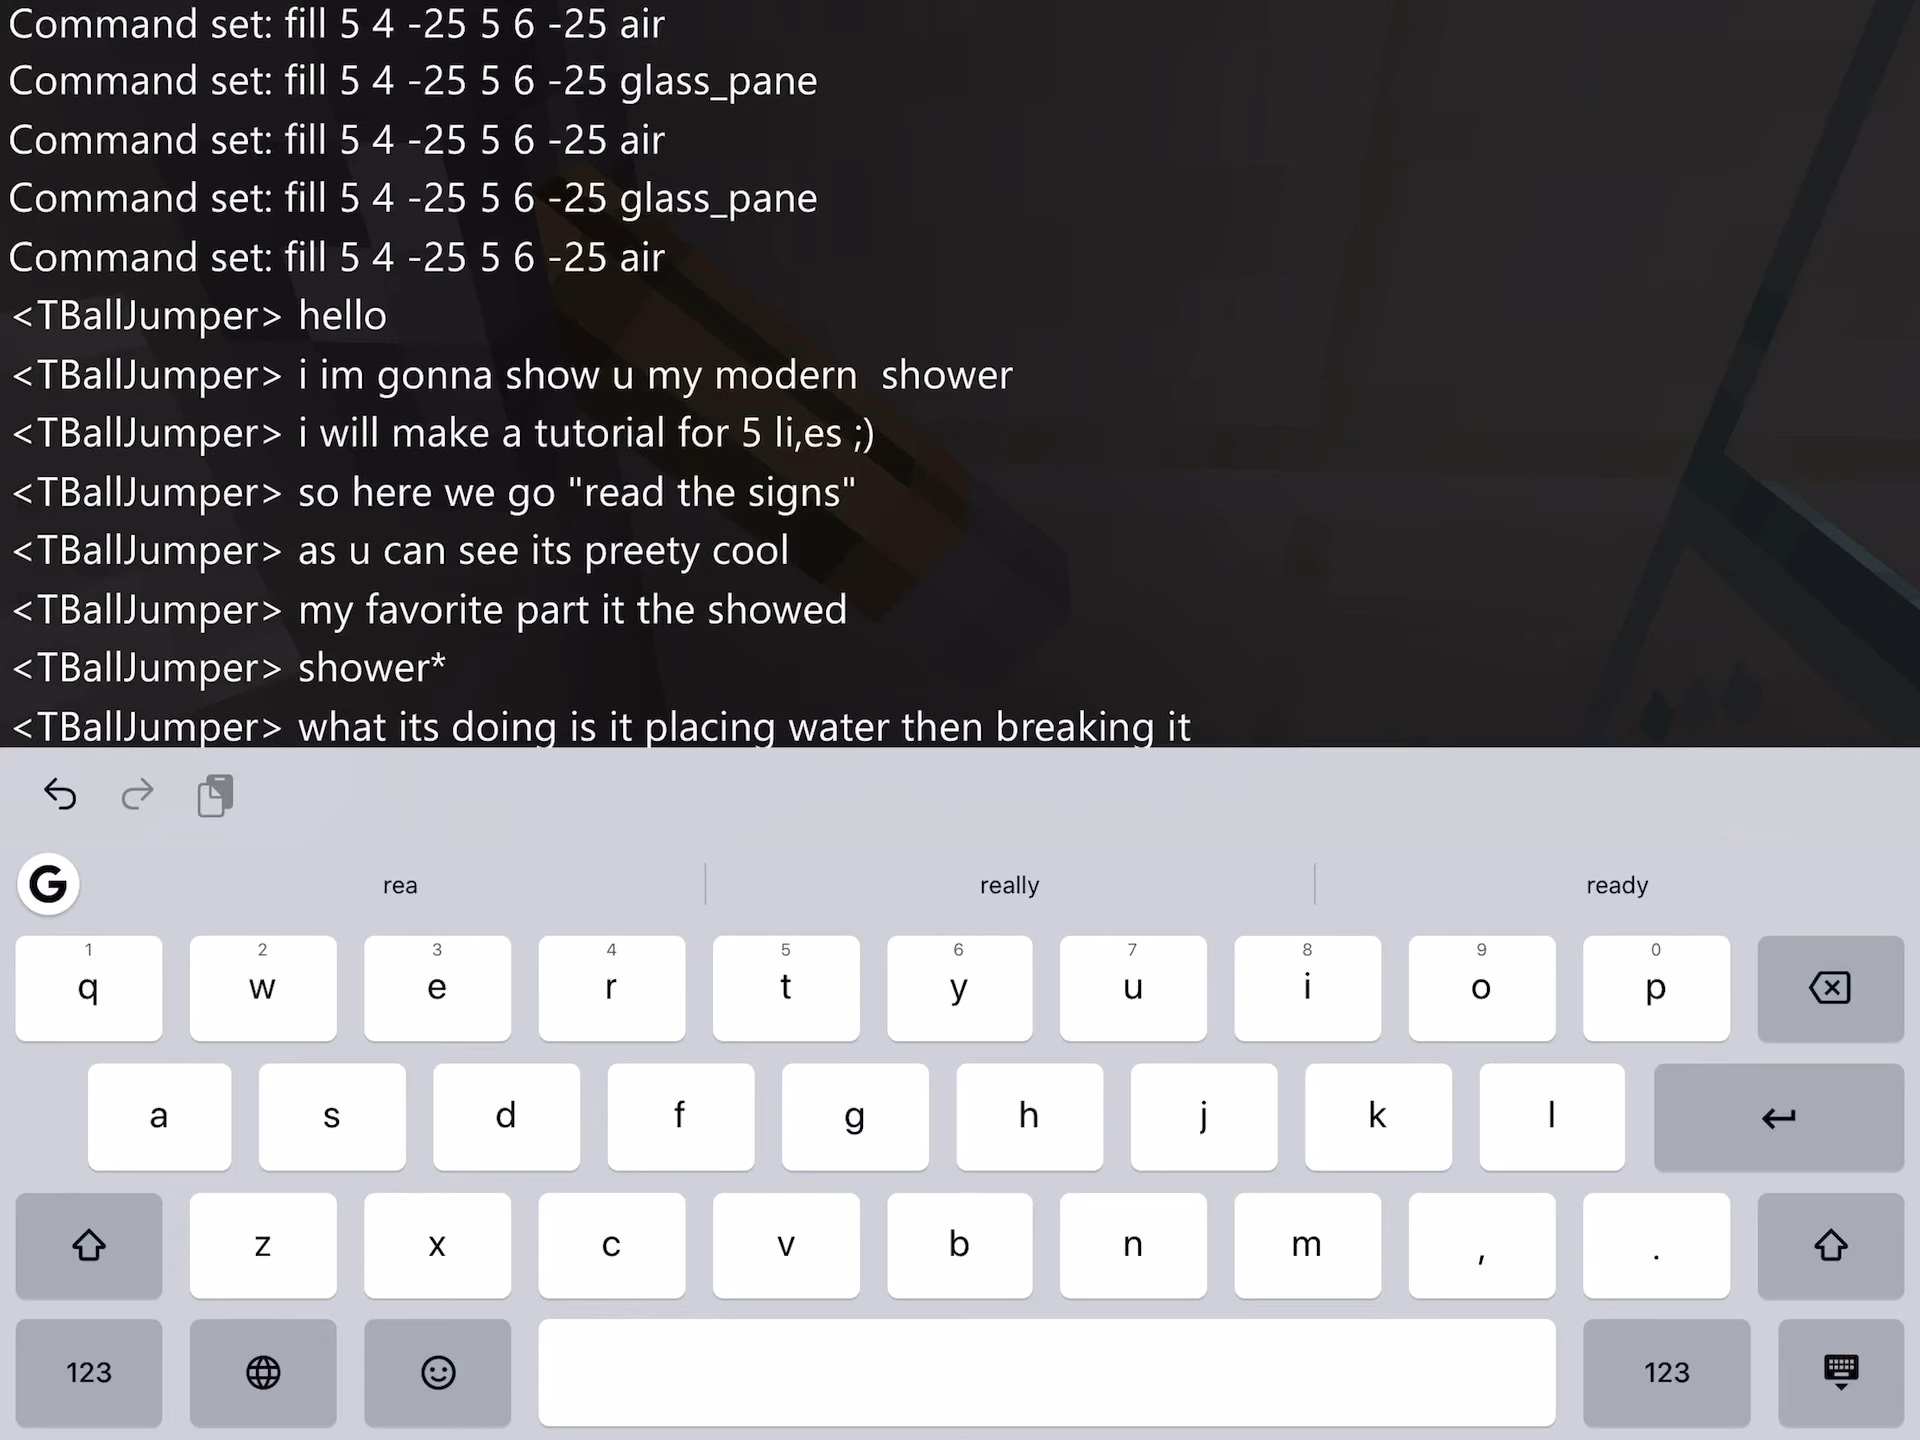 Command set: fill 5 4 -25 5 6 -25 air
Command set: fill 5 4 -25 5 6 -25 glass_pane
Command set: fill 5 4 -25 5 6 -25 air
Command set: fill 5 4 -25 5 6 -25 glass_pane
Command set: fill 5 4 -25 5 6 -25 air
<TBallJumper> hello
<TBallJumper> i im gonna show u my modern  shower
<TBallJumper> i will make a tutorial for 5 li,es ;)
<TBallJumper> so here we go "read the signs"
<TBallJumper> as u can see its preety cool
<TBallJumper> my favorite part it the showed
<TBallJumper> shower*
<TBallJumper> what its doing is it placing water then breaking it
G rea really ready
1 2 3 4 5 6 7 8 9 0
q w e r t y u i o p
a s d f g h j k l
z x c v b n m , .
123 123